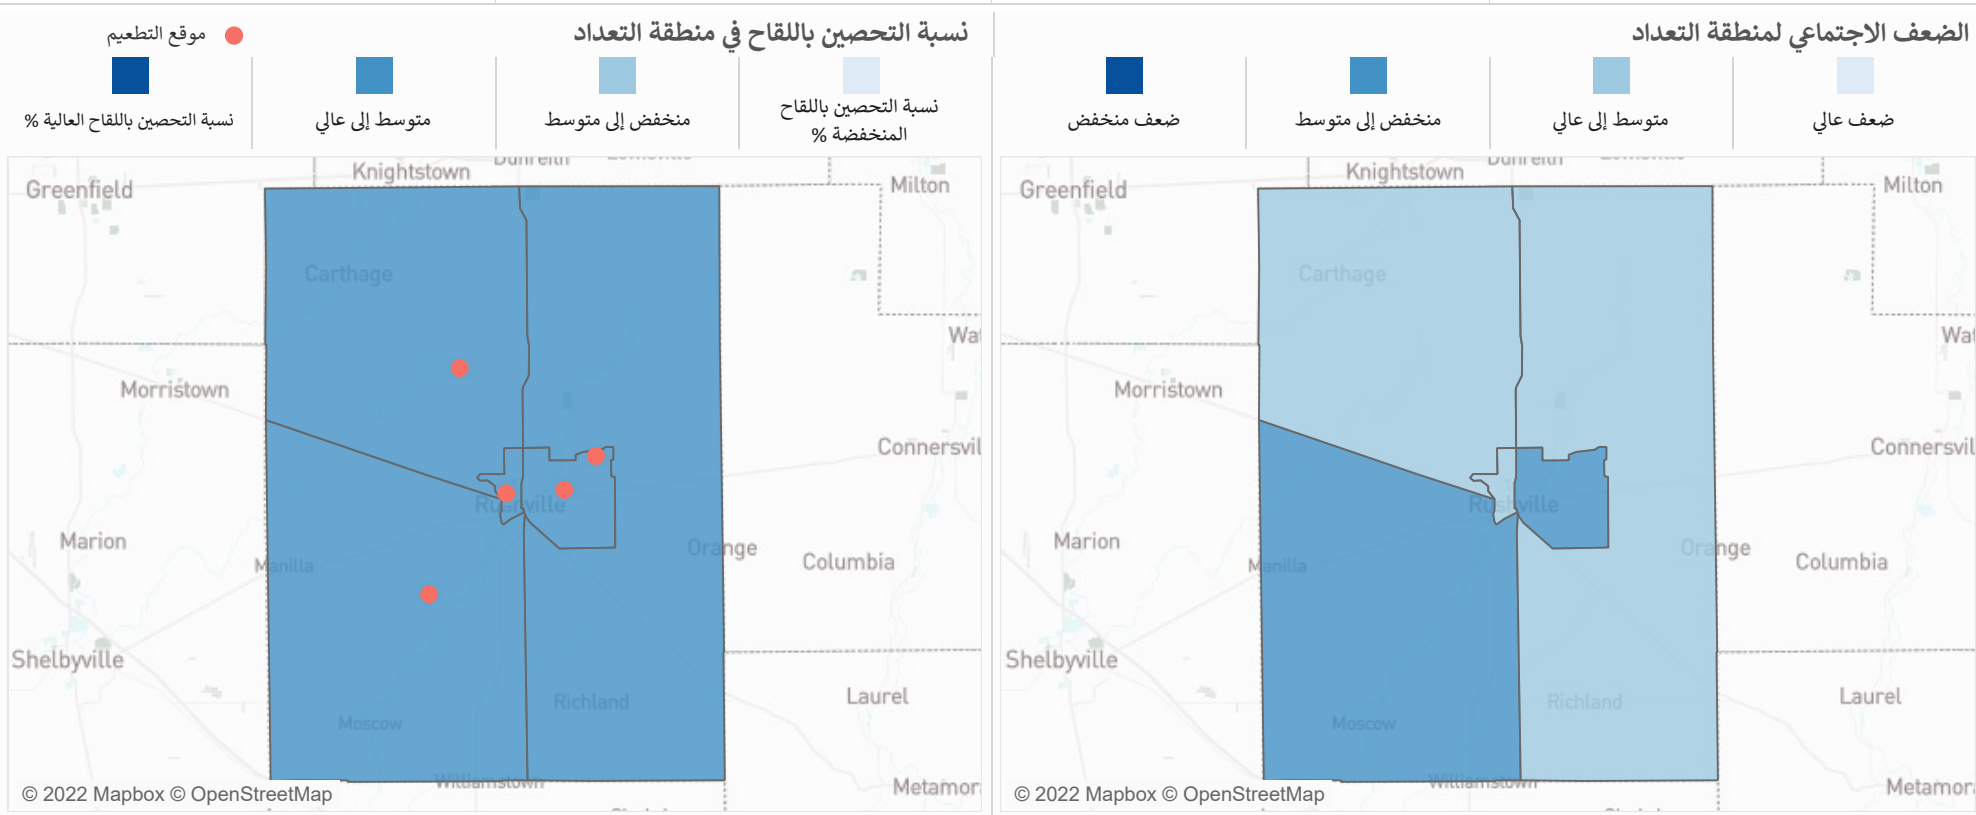 الضعف الاجتماعي لمنطقة التعداد
ضعف عالي
متوسط إلى عالي
منخفض إلى متوسط
ضعف منخفض
Knightstown
Greenfield
Milton
Carthage
Morristown
Connersvil
Rushville
Marion
Manilla
Orange
Columbia
Shelbyville
Laurel
Richland
Moscow
Williamstown
Metamor
© 2022 Mapbox © OpenStreetMap
نسبة التحصين باللقاح في منطقة التعداد
موقع التطعيم
نسبة التحصين باللقاح
المنخفضة %
منخفض إلى متوسط
متوسط إلى عالي
نسبة التحصين باللقاح العالية %
Knightstown
Greenfield
Milton
Carthage
Wa
Morristown
Connersvil
Rushville
Marion
Manilla
Orange
Columbia
Shelbyville
Laurel
Richland
Moscow
Williamstown
Metamor
© 2022 Mapbox © OpenStreetMap